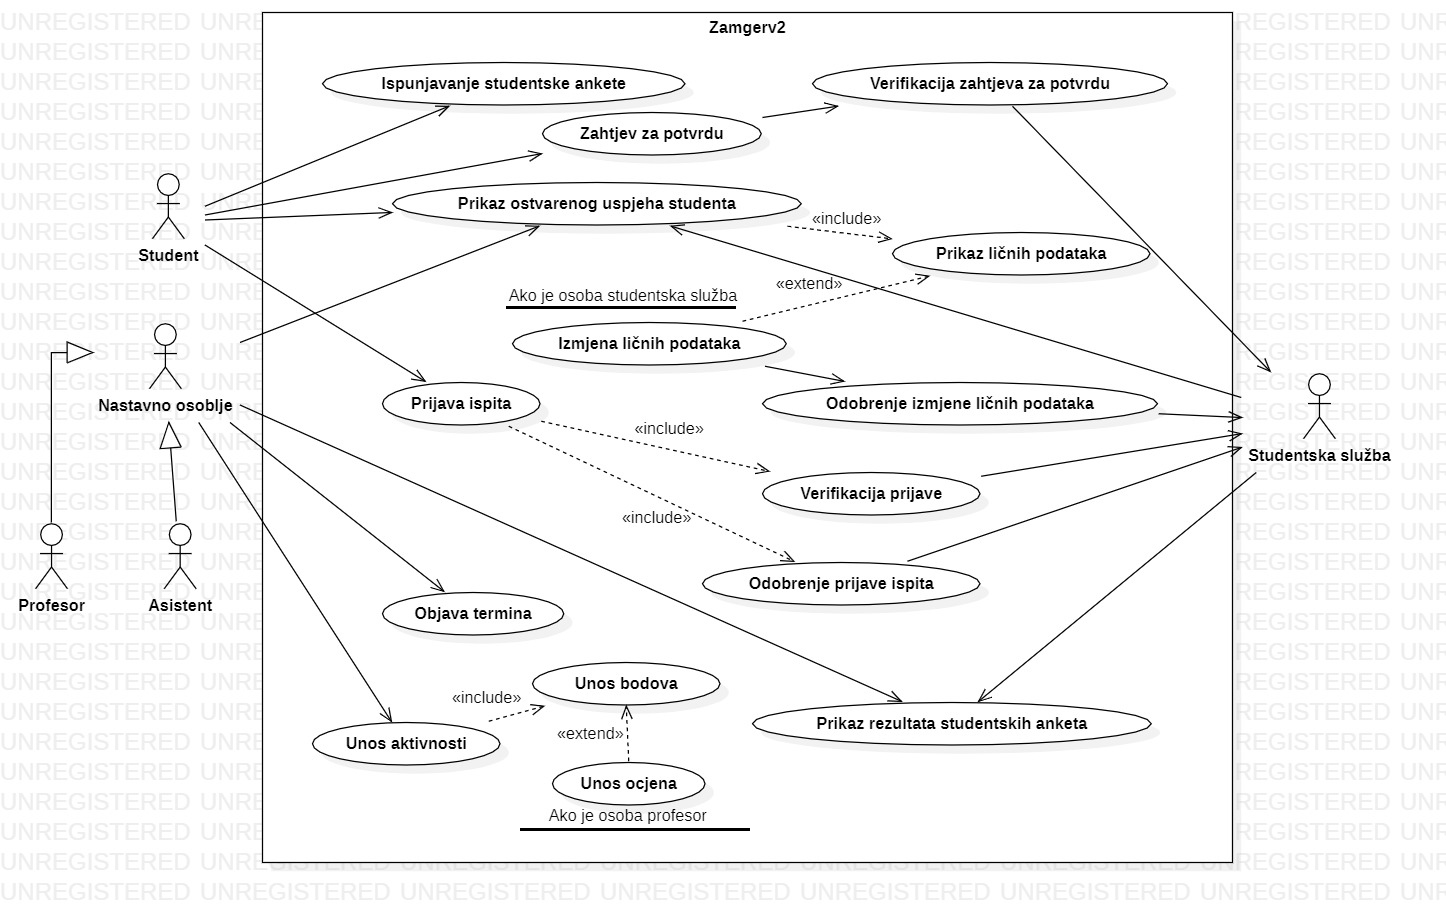 Zamgerv2
Ispunjavanje studentske ankete
Verifikacija zahtjeva za potvrdu
Zahtjev za potvrdu
Prikaz ostvarenog uspjeha studenta
«include»
Student
Prikaz ličnih podataka
«extend»
Ako je osoba studentska služba
Izmjena ličnih podataka
Nastavno osoblje
Prijava ispita
Odobrenje izmjene ličnih podataka
«include»
Studentska služba
Verifikacija prijave
«include»
Odobrenje prijave ispita
Profesor
Asistent
Objava termina
Unos bodova
«include»
Prikaz rezultata studentskih anketa
«extend»
Unos aktivnosti
Unos ocjena
Ako je osoba profesor
UNREGISTERED UNREGISTERED UNREGISTERED UNREGISTERED UNREGISTERED UNREGISTERED UNREGISTERED UNR